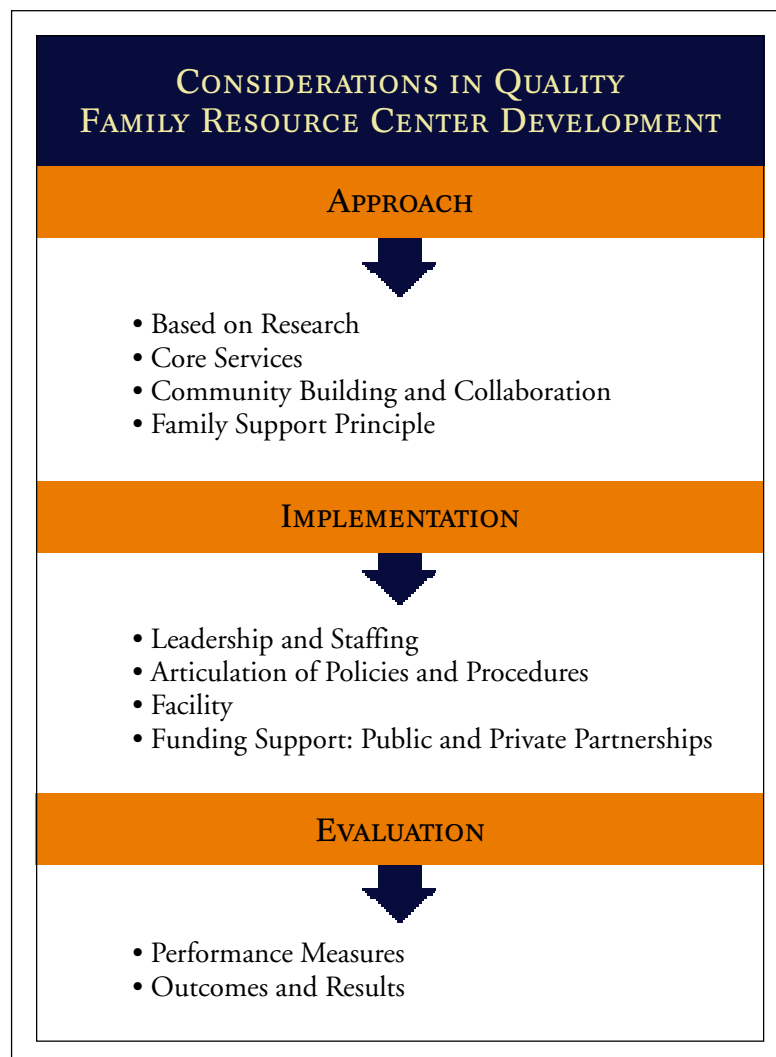 Considerations in Quality
Family Resource Center Development
Approach
• Based on Research
• Core Services
• Community Building and Collaboration
• Family Support Principle
Implementation
• Leadership and Staffing
• Articulation of Policies and Procedures
• Facility
• Funding Support: Public and Private Partnerships
Evaluation
• Performance Measures
• Outcomes and Results